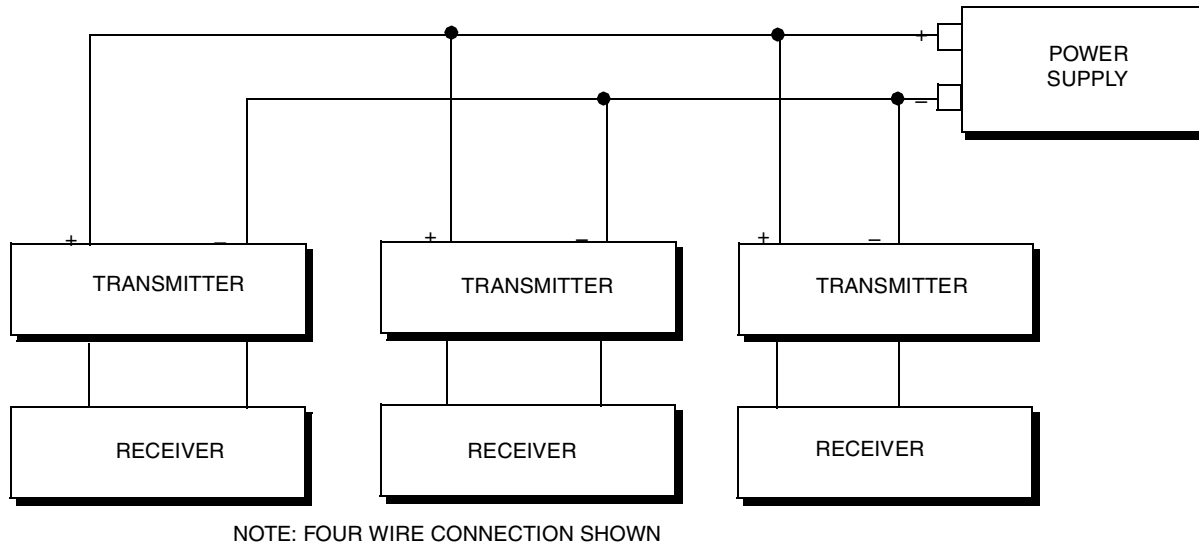 POWER
SUPPLY
+
−
+ − + − + −
TRANSMITTER TRANSMITTER TRANSMITTER
RECEIVER RECEIVER RECEIVER
NOTE: FOUR WIRE CONNECTION SHOWN